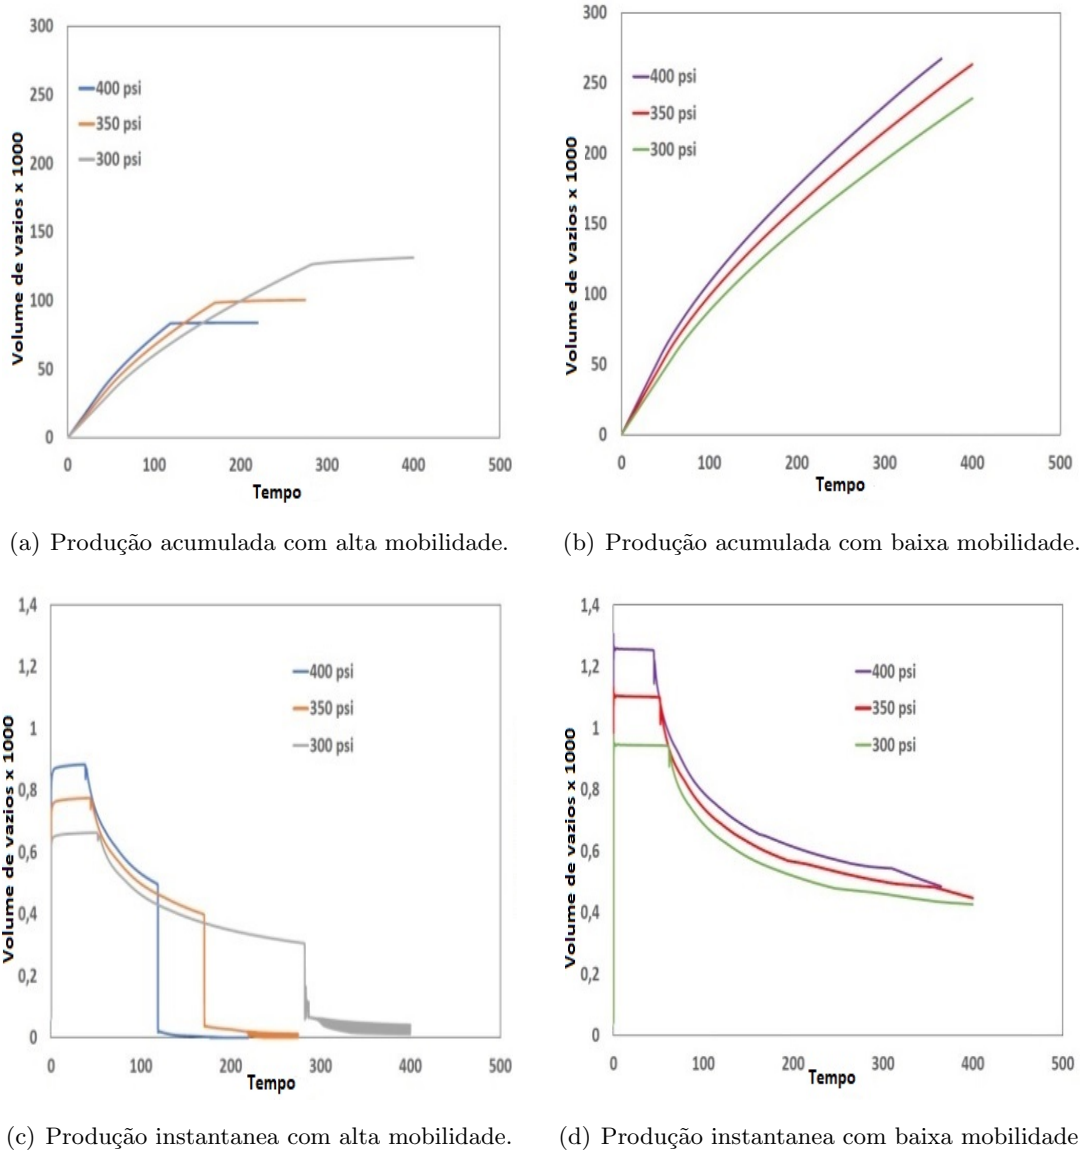 300
250
200
150
100
50
0
0 100 200 300 400 500
Volume de vazios x 1000
Tempo
400 psi
350 psi
300 psi
(a) Produção acumulada com alta mobilidade.
300
250
200
150
100
50
0
0 100 200 300 400 500
Volume de vazios x 1000
Tempo
400 psi
350 psi
300 psi
(b) Produção acumulada com baixa mobilidade.
1,4
1,2
1
0,8
0,6
0,4
0,2
0
0 100 200 300 400 500
Volume de vazios x 1000
Tempo
400 psi
350 psi
300 psi
(c) Produção instantanea com alta mobilidade.
1,4
1,2
1
0,8
0,6
0,4
0,2
0
0 100 200 300 400 500
Volume de vazios x 1000
Tempo
400 psi
350 psi
300 psi
(d) Produção instantanea com baixa mobilidade